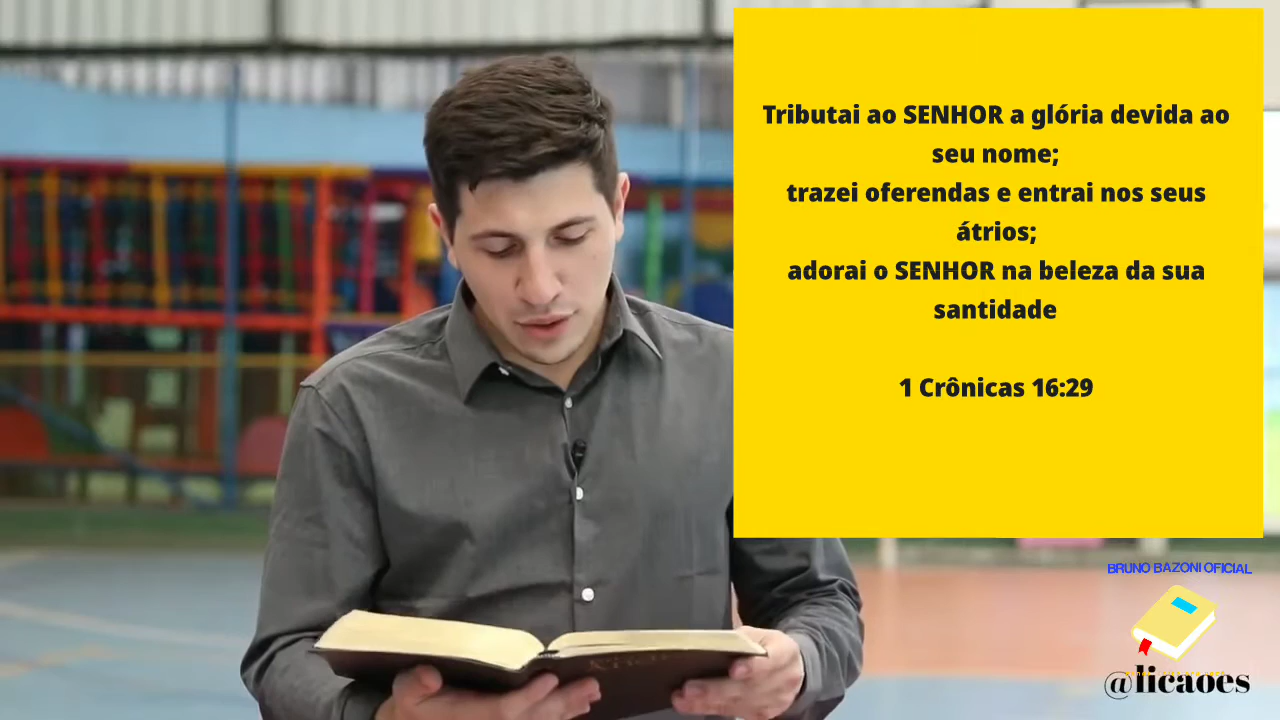 Tributai ao SENHOR a glória devida ao
seu nome;
trazei oferendas e entrai nos seus
átrios;
adorai o SENHOR na beleza da sua
santidade
1 Crônicas 16:29
BRUNO BAZONI OFICIAL
@licaoes